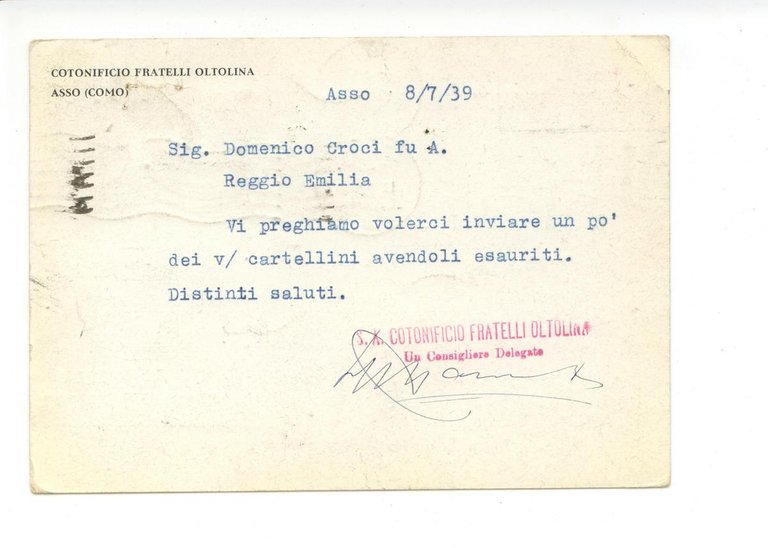 COTONIFICIO FRATELLI OLTOLINA
ASSO (COMO)
Asso 8/7/39
Sig. Domenico Croci fu A.
Reggio Emilia
Vi preghiamo volerci inviare un po'
dei v/ cartellini avendoli esauriti.
Distinti saluti.
S. A. COTONIFICIO FRATELLI OLTOLINA
Un Consigliere Delegato